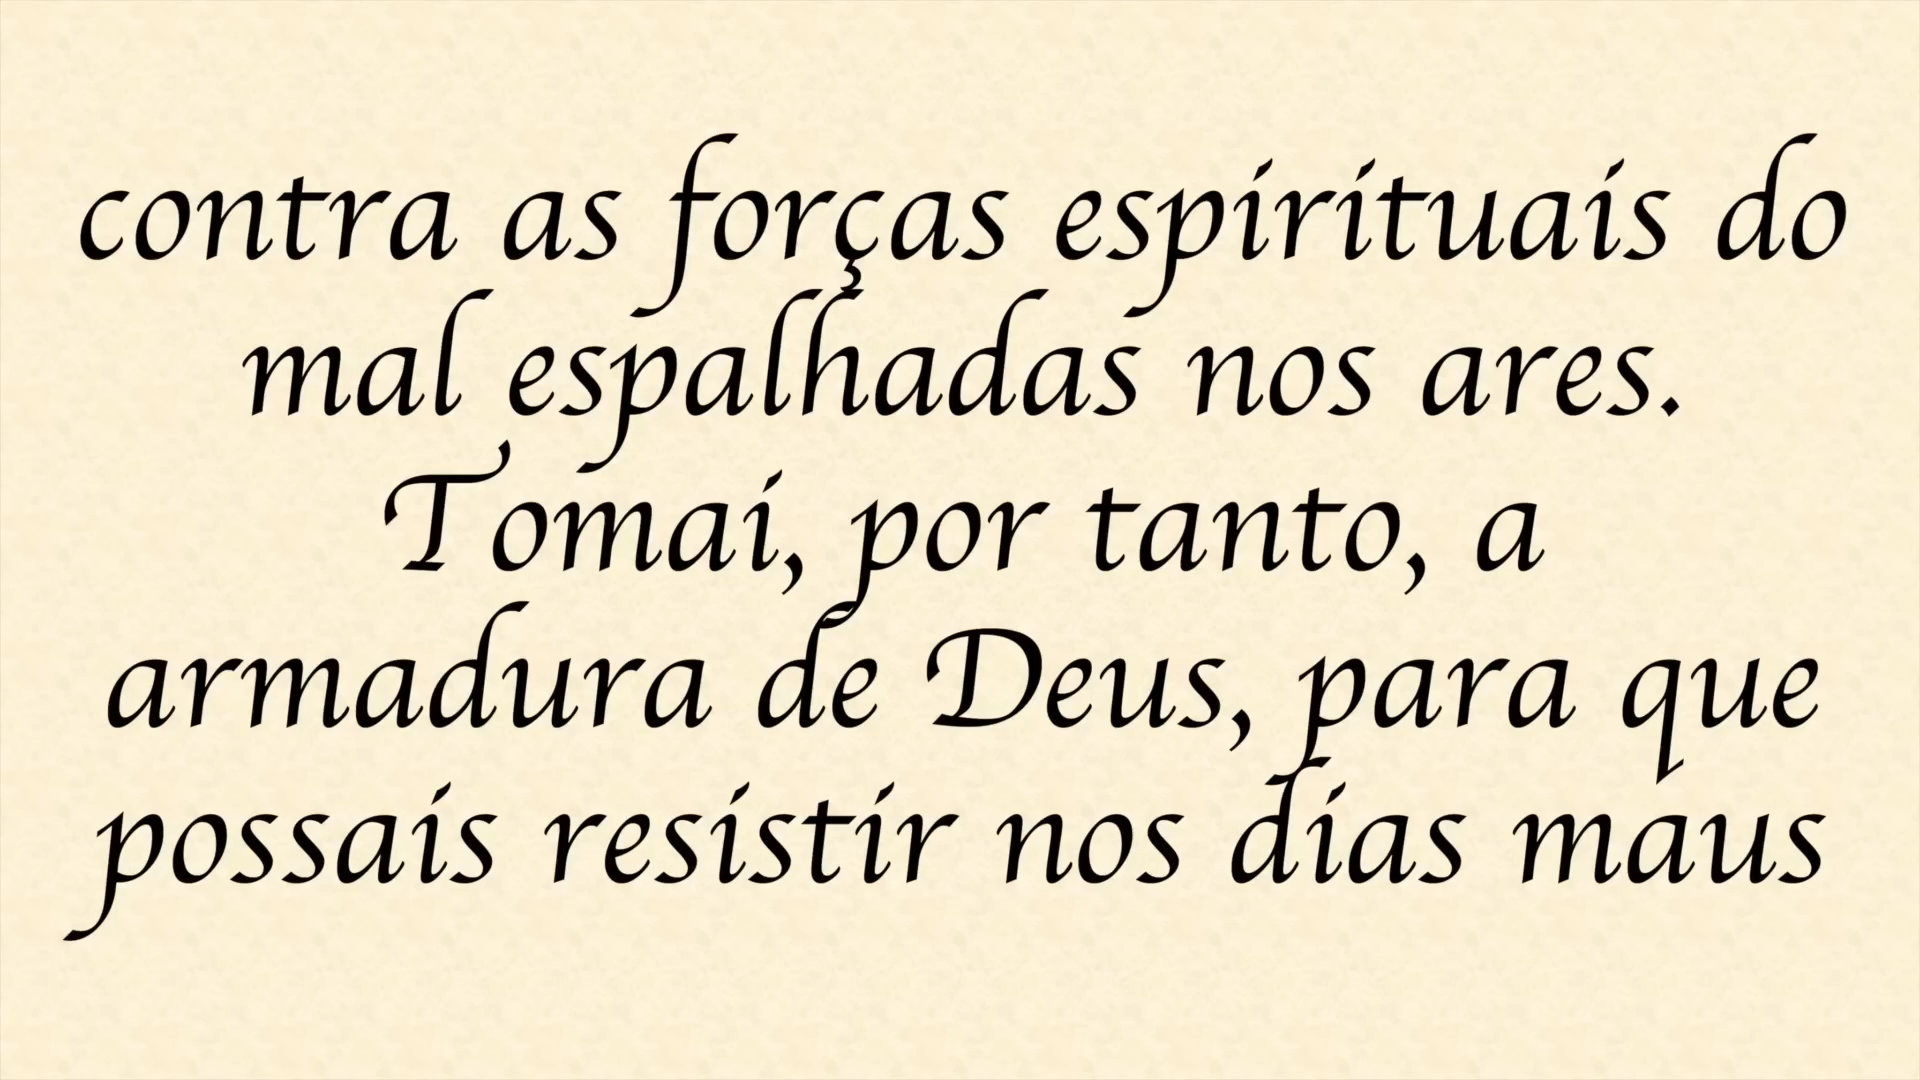 contra as forças espirituais do
mal espalhadas nos ares.
Tomai, por tanto, a
armadura de Deus, para que
possais resistir nos dias maus